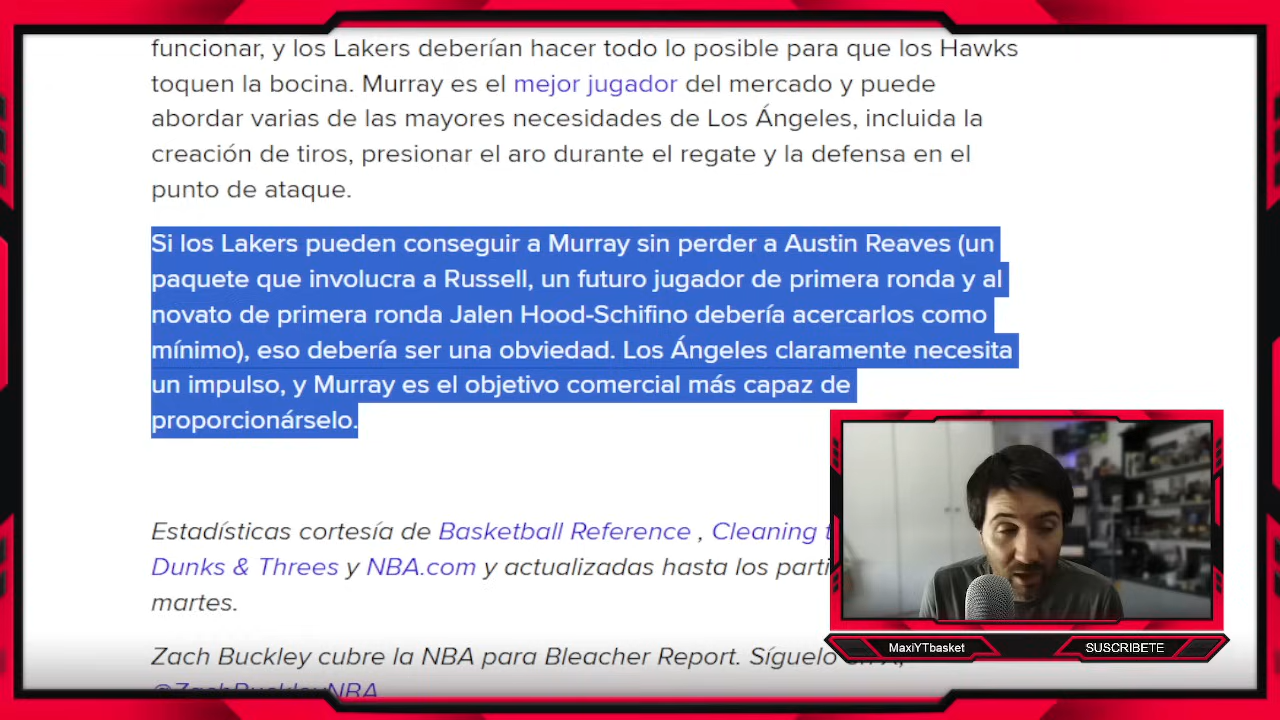 funcionar, y los Lakers deberían hacer todo lo posible para que los Hawks
toquen la bocina. Murray es el mejor jugador del mercado y puede
abordar varias de las mayores necesidades de Los Ángeles, incluida la
creación de tiros, presionar el aro durante el regate y la defensa en el
punto de ataque.
Si los Lakers pueden conseguir a Murray sin perder a Austin Reaves (un
paquete que involucra a Russell, un futuro jugador de primera ronda y al
novato de primera ronda Jalen Hood-Schifino debería acercarlos como
mínimo), eso debería ser una obviedad. Los Ángeles claramente necesita
un impulso, y Murray es el objetivo comercial más capaz de
proporcionárselo.
Estadísticas cortesía de Basketball Reference , Cleaning
Dunks & Threes y NBA.com y actualizadas hasta los
martes.
Zach Buckley cubre la NBA para Bleacher Report. Síguelo en X,
@ZachBuckleyNBA
MaxiYTbasket
SUSCRIBETE